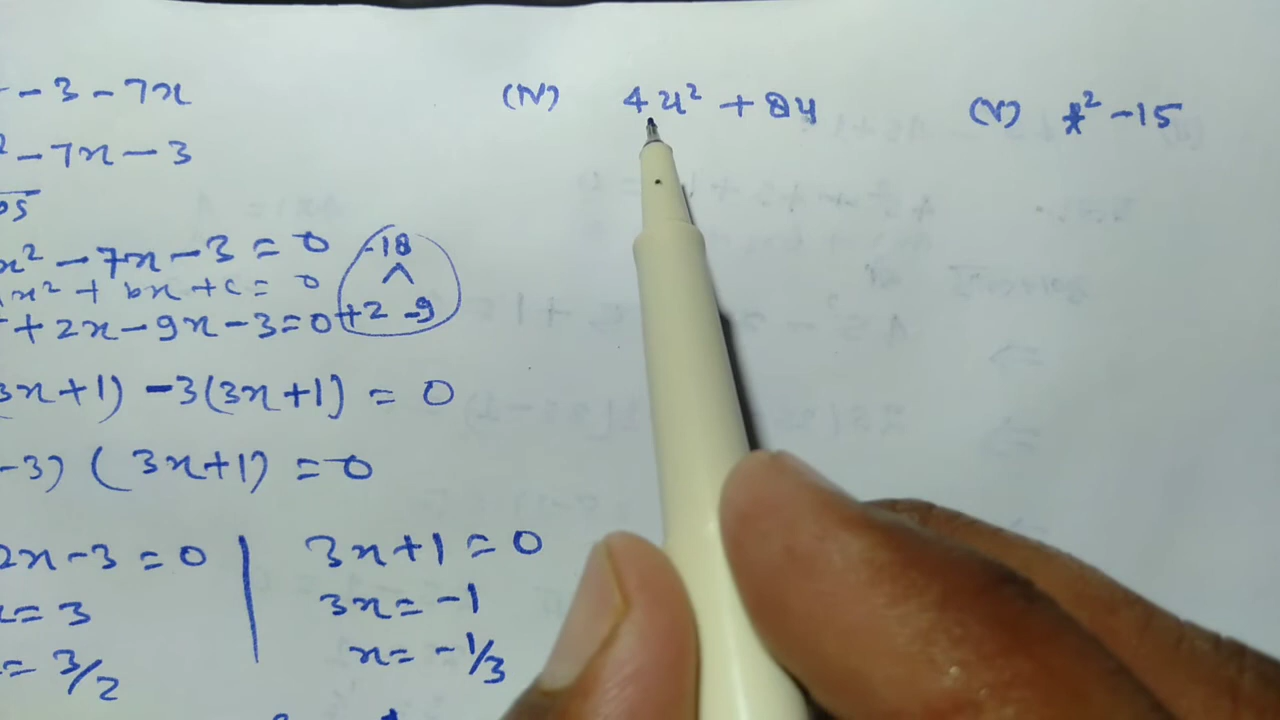 - 3 - 7x
² - 7x - 3
x² - 7x - 3 = 0
x² + bx + c = 0
+ 2x - 9x - 3 = 0
-18
+2 -9
3x + 1) - 3(3x + 1) = 0
-3) (3x + 1) = 0
2x - 3 = 0 | 3x + 1 = 0
= 3
3x = -1
= 3/2
x = -1/3
(IV) 4u² + 8u
(V) t² - 15